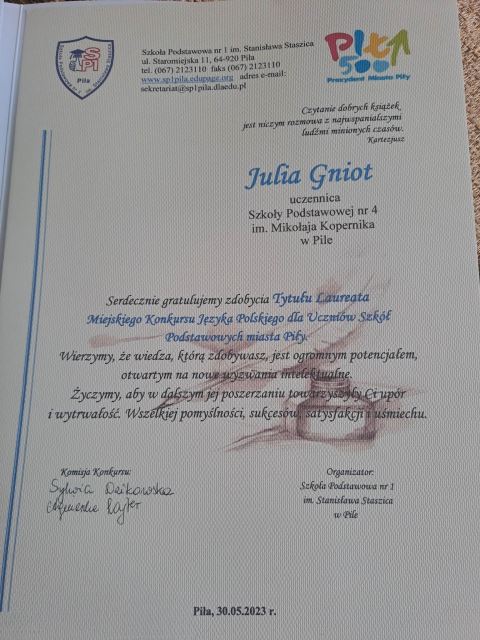 Szkoła Podstawowa nr 1 im. Stanisława Staszica
ul. Staromiejska 11, 64-920 Piła
tel. (067) 2123110 faks (067) 2123110
www.sp1pila.edupage.org adres e-mail:
sekretariat@sp1pila.dlaedu.pl
SP1
Piła
PIŁA
500
Prezydent Miasta Piły
Czytanie dobrych książek
jest niczym rozmowa z najwspanialszymi
ludźmi minionych czasów.
Kartezjusz
Julia Gniot
uczennica
Szkoły Podstawowej nr 4
im. Mikołaja Kopernika
w Pile
Serdecznie gratulujemy zdobycia Tytułu Laureata
Miejskiego Konkursu Języka Polskiego dla Uczniów Szkół
Podstawowych miasta Piły.
Wierzymy, że wiedza, którą zdobywasz, jest ogromnym potencjałem,
otwartym na nowe wyzwania intelektualne.
Życzymy, aby w dalszym jej poszerzaniu towarzyszyły Ci upór
i wytrwałość. Wszelkiej pomyślności, sukcesów, satysfakcji i uśmiechu.
Komisja Konkursu:
Sylwia
Organizator:
Szkoła Podstawowa nr 1
im. Stanisława Staszica
w Pile
Piła, 30.05.2023 r.